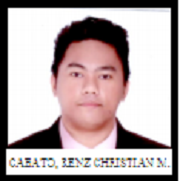 CABATO, RENZ CHRISTIAN M.